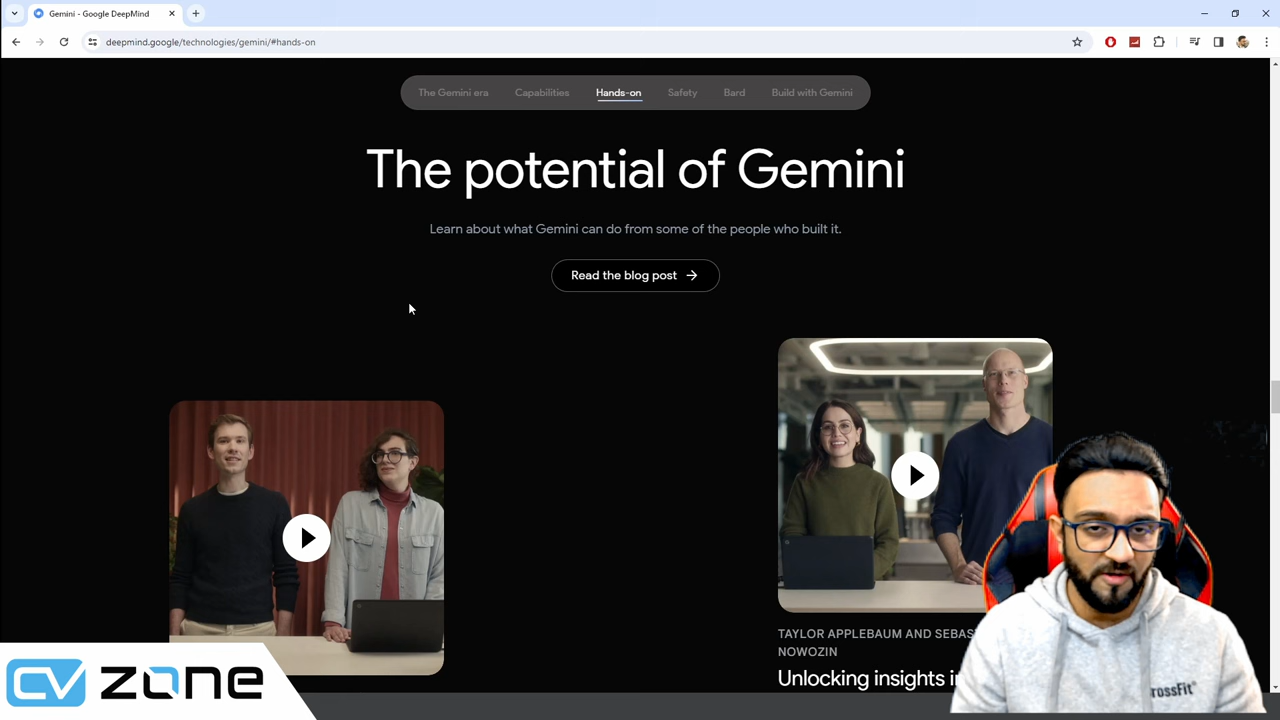 Gemini - Google DeepMind
deepmind.google/technologies/gemini/#hands-on
The Gemini era
Capabilities
Hands-on
Safety
Bard
Build with Gemini
The potential of Gemini
Learn about what Gemini can do from some of the people who built it.
Read the blog post
TAYLOR APPLEBAUM AND SEBAS
NOWOZIN
Unlocking insights i
CV ZONE
rossFit